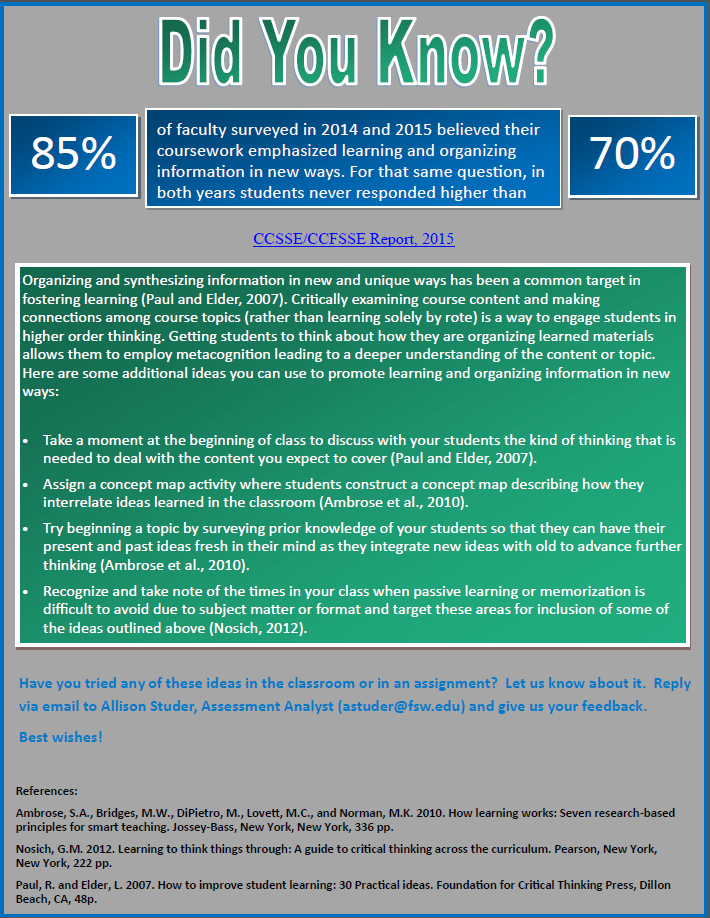 Did You Know?
85%
of faculty surveyed in 2014 and 2015 believed their
coursework emphasized learning and organizing
information in new ways. For that same question, in
both years students never responded higher than
70%
CCSSE/CCFSSE Report, 2015
Organizing and synthesizing information in new and unique ways has been a common target in
fostering learning (Paul and Elder, 2007). Critically examining course content and making
connections among course topics (rather than learning solely by rote) is a way to engage students in
higher order thinking. Getting students to think about how they are organizing learned materials
allows them to employ metacognition leading to a deeper understanding of the content or topic.
Here are some additional ideas you can use to promote learning and organizing information in new
ways:
• Take a moment at the beginning of class to discuss with your students the kind of thinking that is
needed to deal with the content you expect to cover (Paul and Elder, 2007).
• Assign a concept map activity where students construct a concept map describing how they
interrelate ideas learned in the classroom (Ambrose et al., 2010).
• Try beginning a topic by surveying prior knowledge of your students so that they can have their
present and past ideas fresh in their mind as they integrate new ideas with old to advance further
thinking (Ambrose et al., 2010).
• Recognize and take note of the times in your class when passive learning or memorization is
difficult to avoid due to subject matter or format and target these areas for inclusion of some of
the ideas outlined above (Nosich, 2012).
Have you tried any of these ideas in the classroom or in an assignment? Let us know about it. Reply
via email to Allison Studer, Assessment Analyst (astuder@fsw.edu) and give us your feedback.
Best wishes!
References:
Ambrose, S.A., Bridges, M.W., DiPietro, M., Lovett, M.C., and Norman, M.K. 2010. How learning works: Seven research-based
principles for smart teaching. Jossey-Bass, New York, New York, 336 pp.
Nosich, G.M. 2012. Learning to think things through: A guide to critical thinking across the curriculum. Pearson, New York,
New York, 222 pp.
Paul, R. and Elder, L. 2007. How to improve student learning: 30 Practical ideas. Foundation for Critical Thinking Press, Dillon
Beach, CA, 48p.